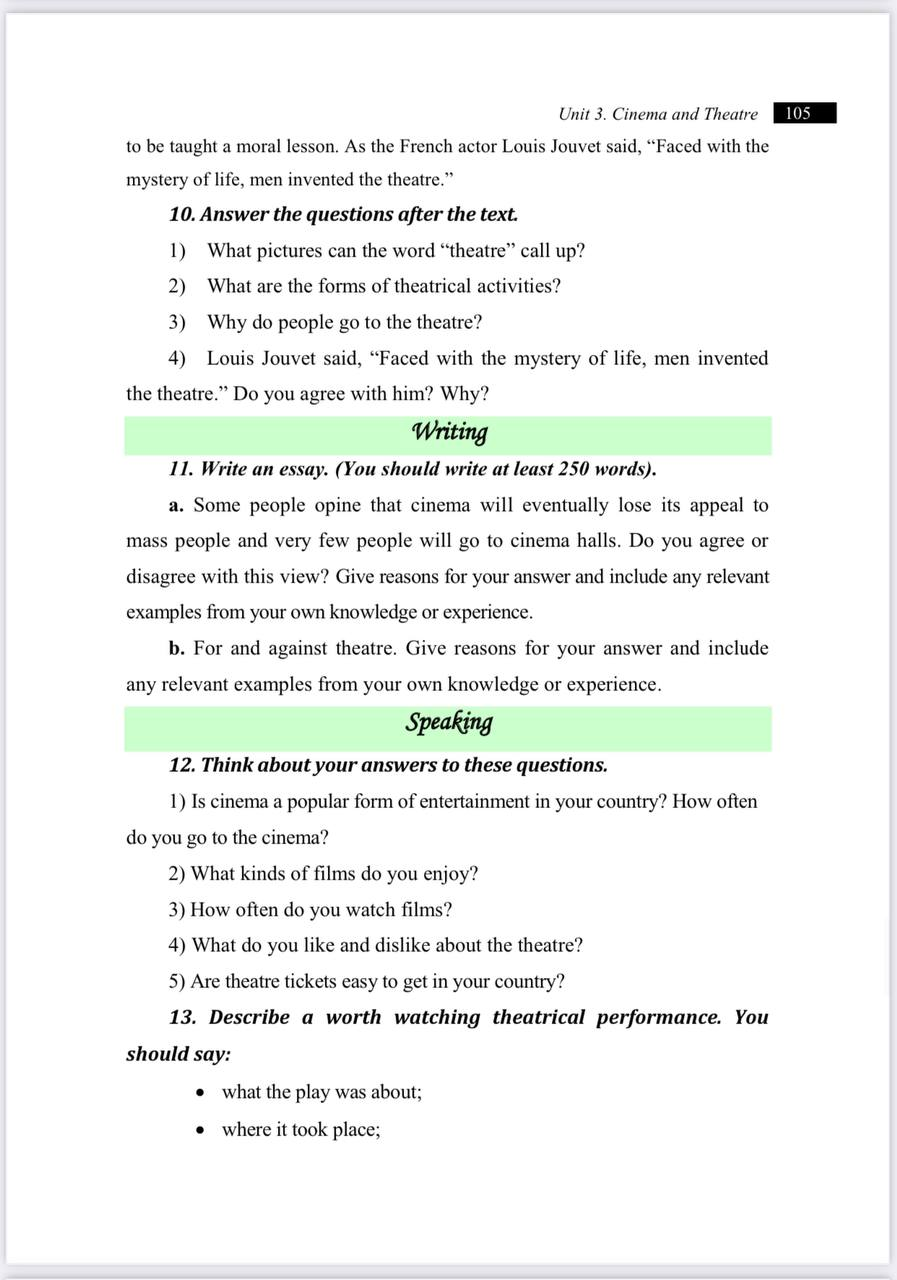 Unit 3. Cinema and Theatre 105
to be taught a moral lesson. As the French actor Louis Jouvet said, “Faced with the
mystery of life, men invented the theatre.”
10. Answer the questions after the text.
1) What pictures can the word “theatre” call up?
2) What are the forms of theatrical activities?
3) Why do people go to the theatre?
4) Louis Jouvet said, “Faced with the mystery of life, men invented
the theatre.” Do you agree with him? Why?
Writing
11. Write an essay. (You should write at least 250 words).
a. Some people opine that cinema will eventually lose its appeal to
mass people and very few people will go to cinema halls. Do you agree or
disagree with this view? Give reasons for your answer and include any relevant
examples from your own knowledge or experience.
b. For and against theatre. Give reasons for your answer and include
any relevant examples from your own knowledge or experience.
Speaking
12. Think about your answers to these questions.
1) Is cinema a popular form of entertainment in your country? How often
do you go to the cinema?
2) What kinds of films do you enjoy?
3) How often do you watch films?
4) What do you like and dislike about the theatre?
5) Are theatre tickets easy to get in your country?
13. Describe a worth watching theatrical performance. You
should say:
• what the play was about;
• where it took place;